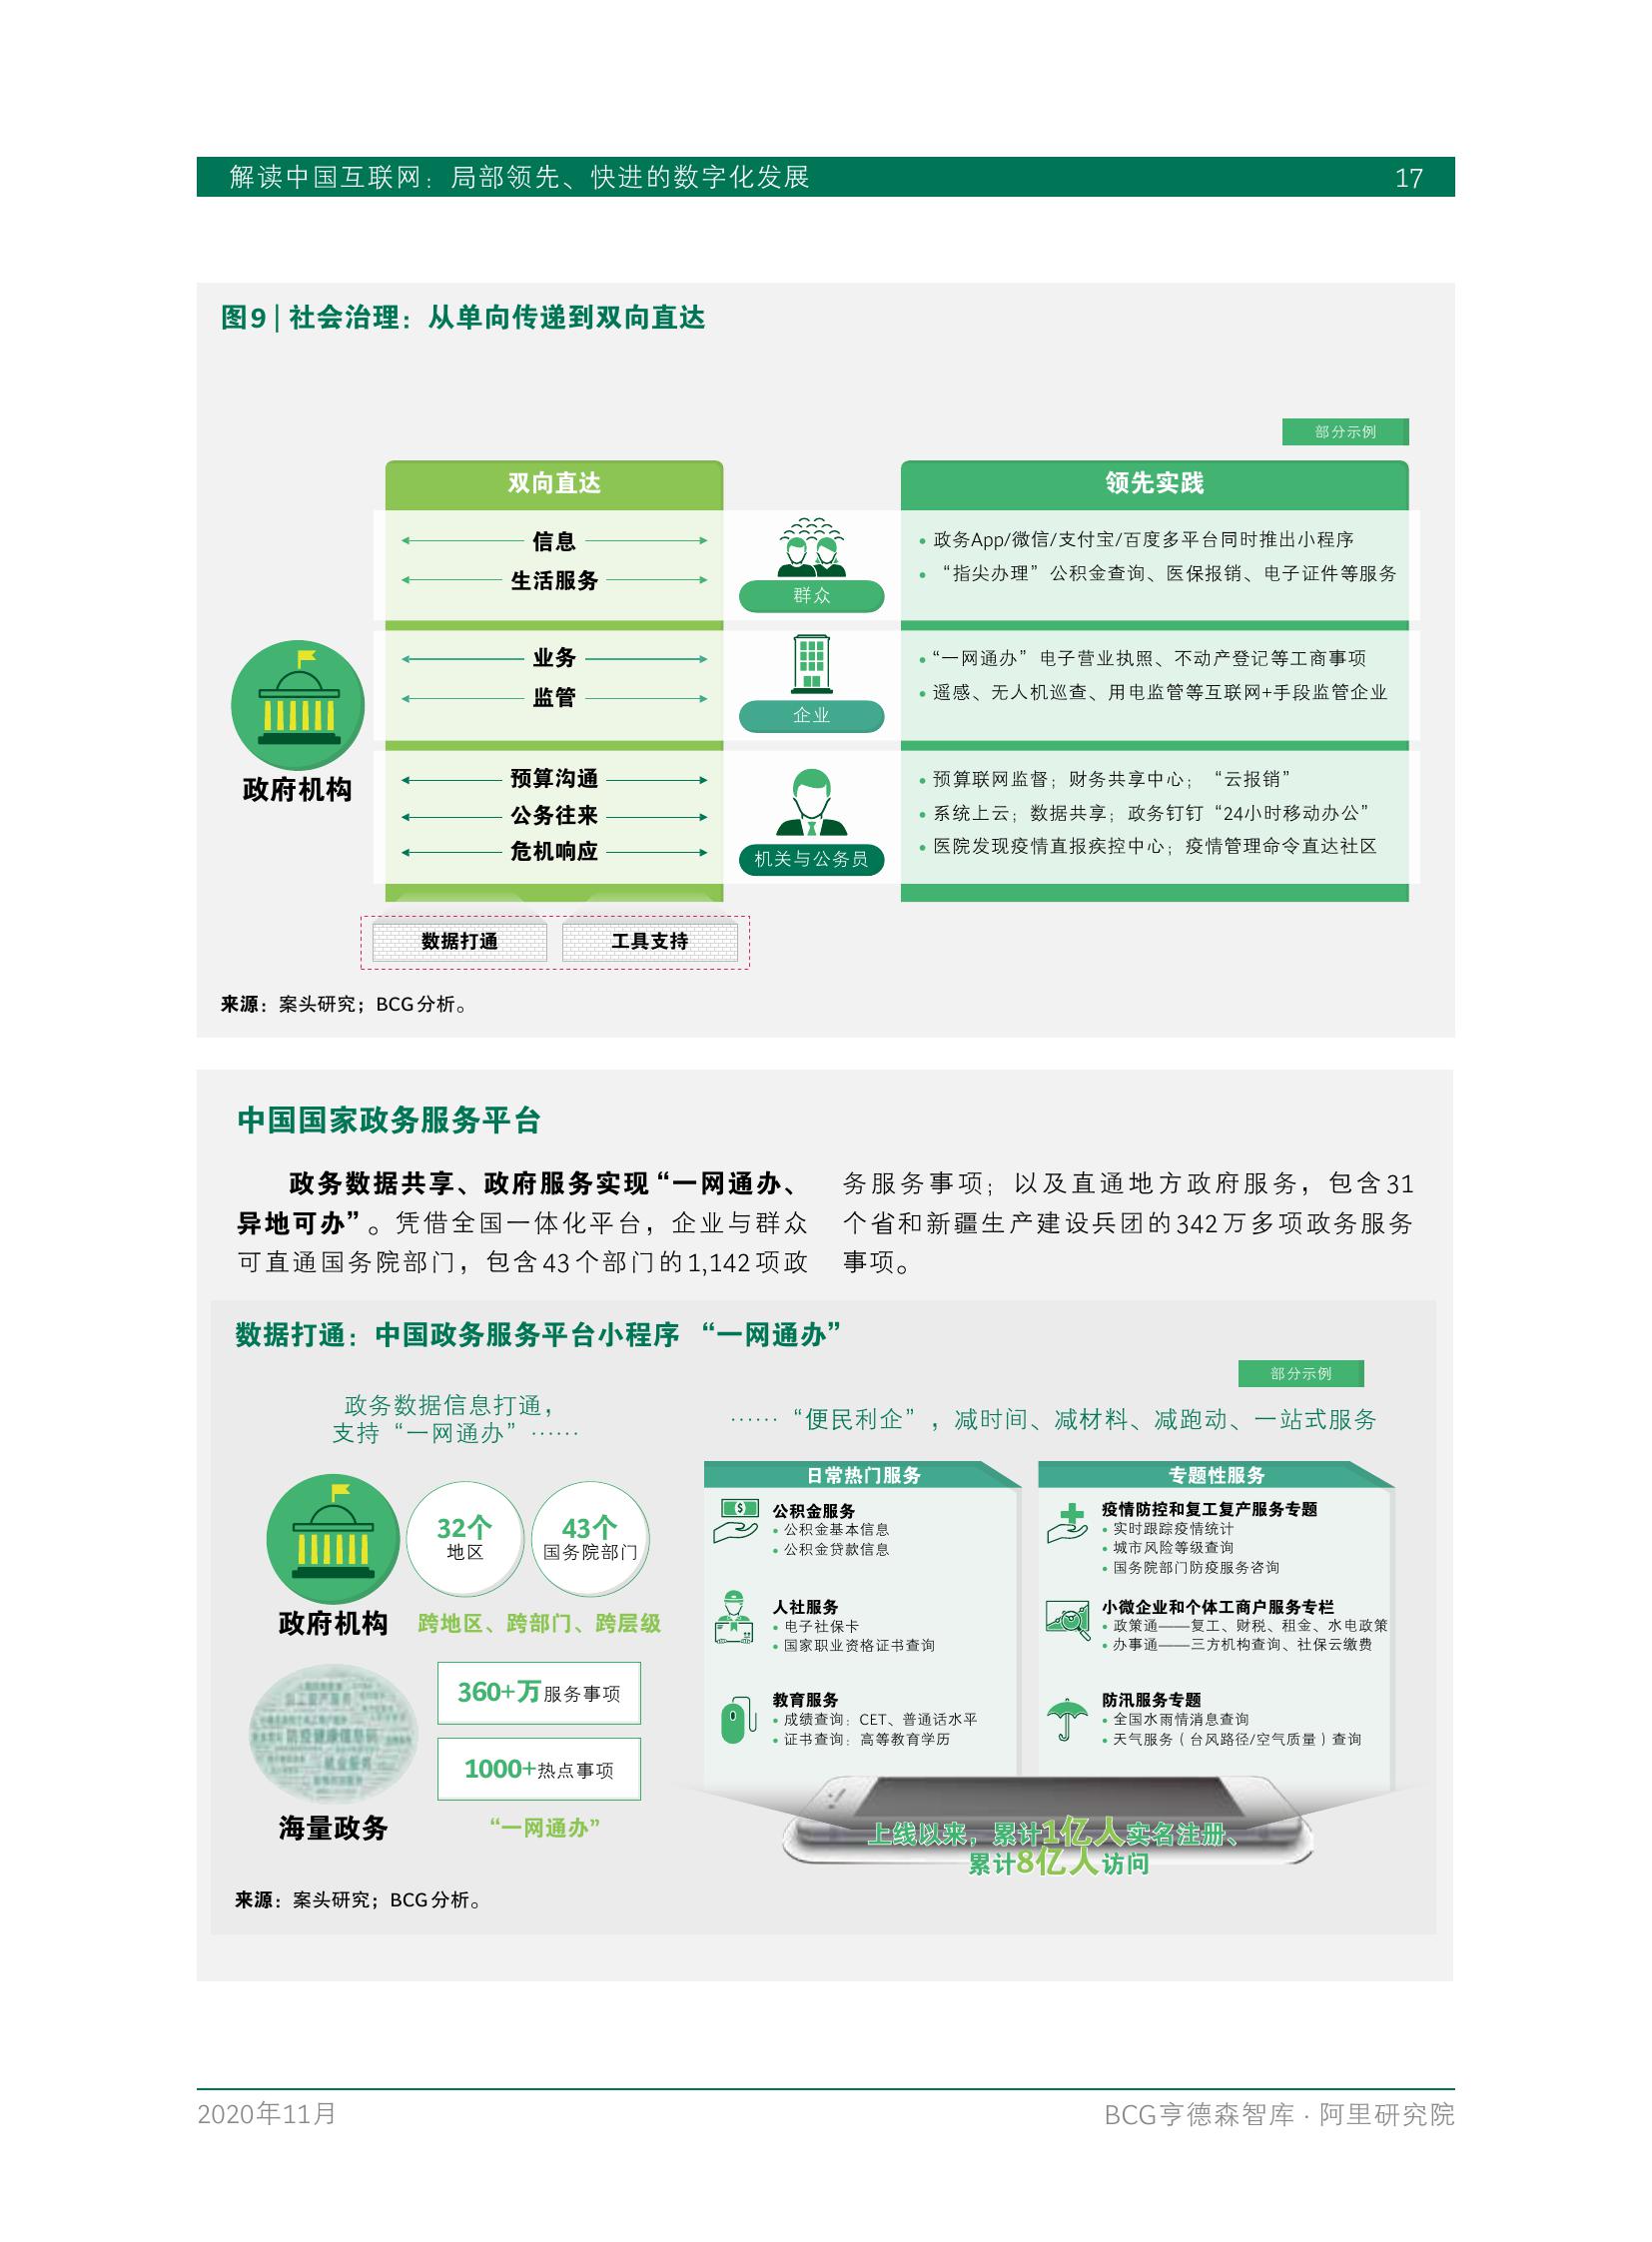 解读中国互联网：局部领先、快进的数字化发展
17
图9 | 社会治理：从单向传递到双向直达
部分示例
双向直达
领先实践
信息
生活服务
群众
• 政务App/微信/支付宝/百度多平台同时推出小程序
• “指尖办理”公积金查询、医保报销、电子证件等服务
业务
监管
企业
• “一网通办”电子营业执照、不动产登记等工商事项
• 遥感、无人机巡查、用电监管等互联网+手段监管企业
政府机构
预算沟通
公务往来
危机响应
机关与公务员
• 预算联网监督；财务共享中心；“云报销”
• 系统上云；数据共享；政务钉钉“24小时移动办公”
• 医院发现疫情直报疾控中心；疫情管理命令直达社区
数据打通
工具支持
来源：案头研究；BCG分析。
中国国家政务服务平台
政务数据共享、政府服务实现“一网通办、
异地可办”。凭借全国一体化平台，企业与群众
可直通国务院部门，包含43个部门的1,142项政
务服务事项；以及直通地方政府服务，包含31
个省和新疆生产建设兵团的342万多项政务服务
事项。
数据打通：中国政务服务平台小程序 “一网通办”
部分示例
政务数据信息打通，
支持“一网通办”……
……“便民利企”，减时间、减材料、减跑动、一站式服务
政府机构
32个
地区
43个
国务院部门
跨地区、跨部门、跨层级
海量政务
360+万服务事项
1000+热点事项
“一网通办”
日常热门服务
公积金服务
• 公积金基本信息
• 公积金贷款信息
人社服务
• 电子社保卡
• 国家职业资格证书查询
教育服务
• 成绩查询：CET、普通话水平
• 证书查询：高等教育学历
专题性服务
疫情防控和复工复产服务专题
• 实时跟踪疫情统计
• 城市风险等级查询
• 国务院部门防疫服务咨询
小微企业和个体工商户服务专栏
• 政策通——复工、财税、租金、水电政策
• 办事通——三方机构查询、社保云缴费
防汛服务专题
• 全国水雨情消息查询
• 天气服务（台风路径/空气质量）查询
上线以来，累计1亿人实名注册、
累计8亿人访问
来源：案头研究；BCG分析。
2020年11月
BCG亨德森智库 · 阿里研究院